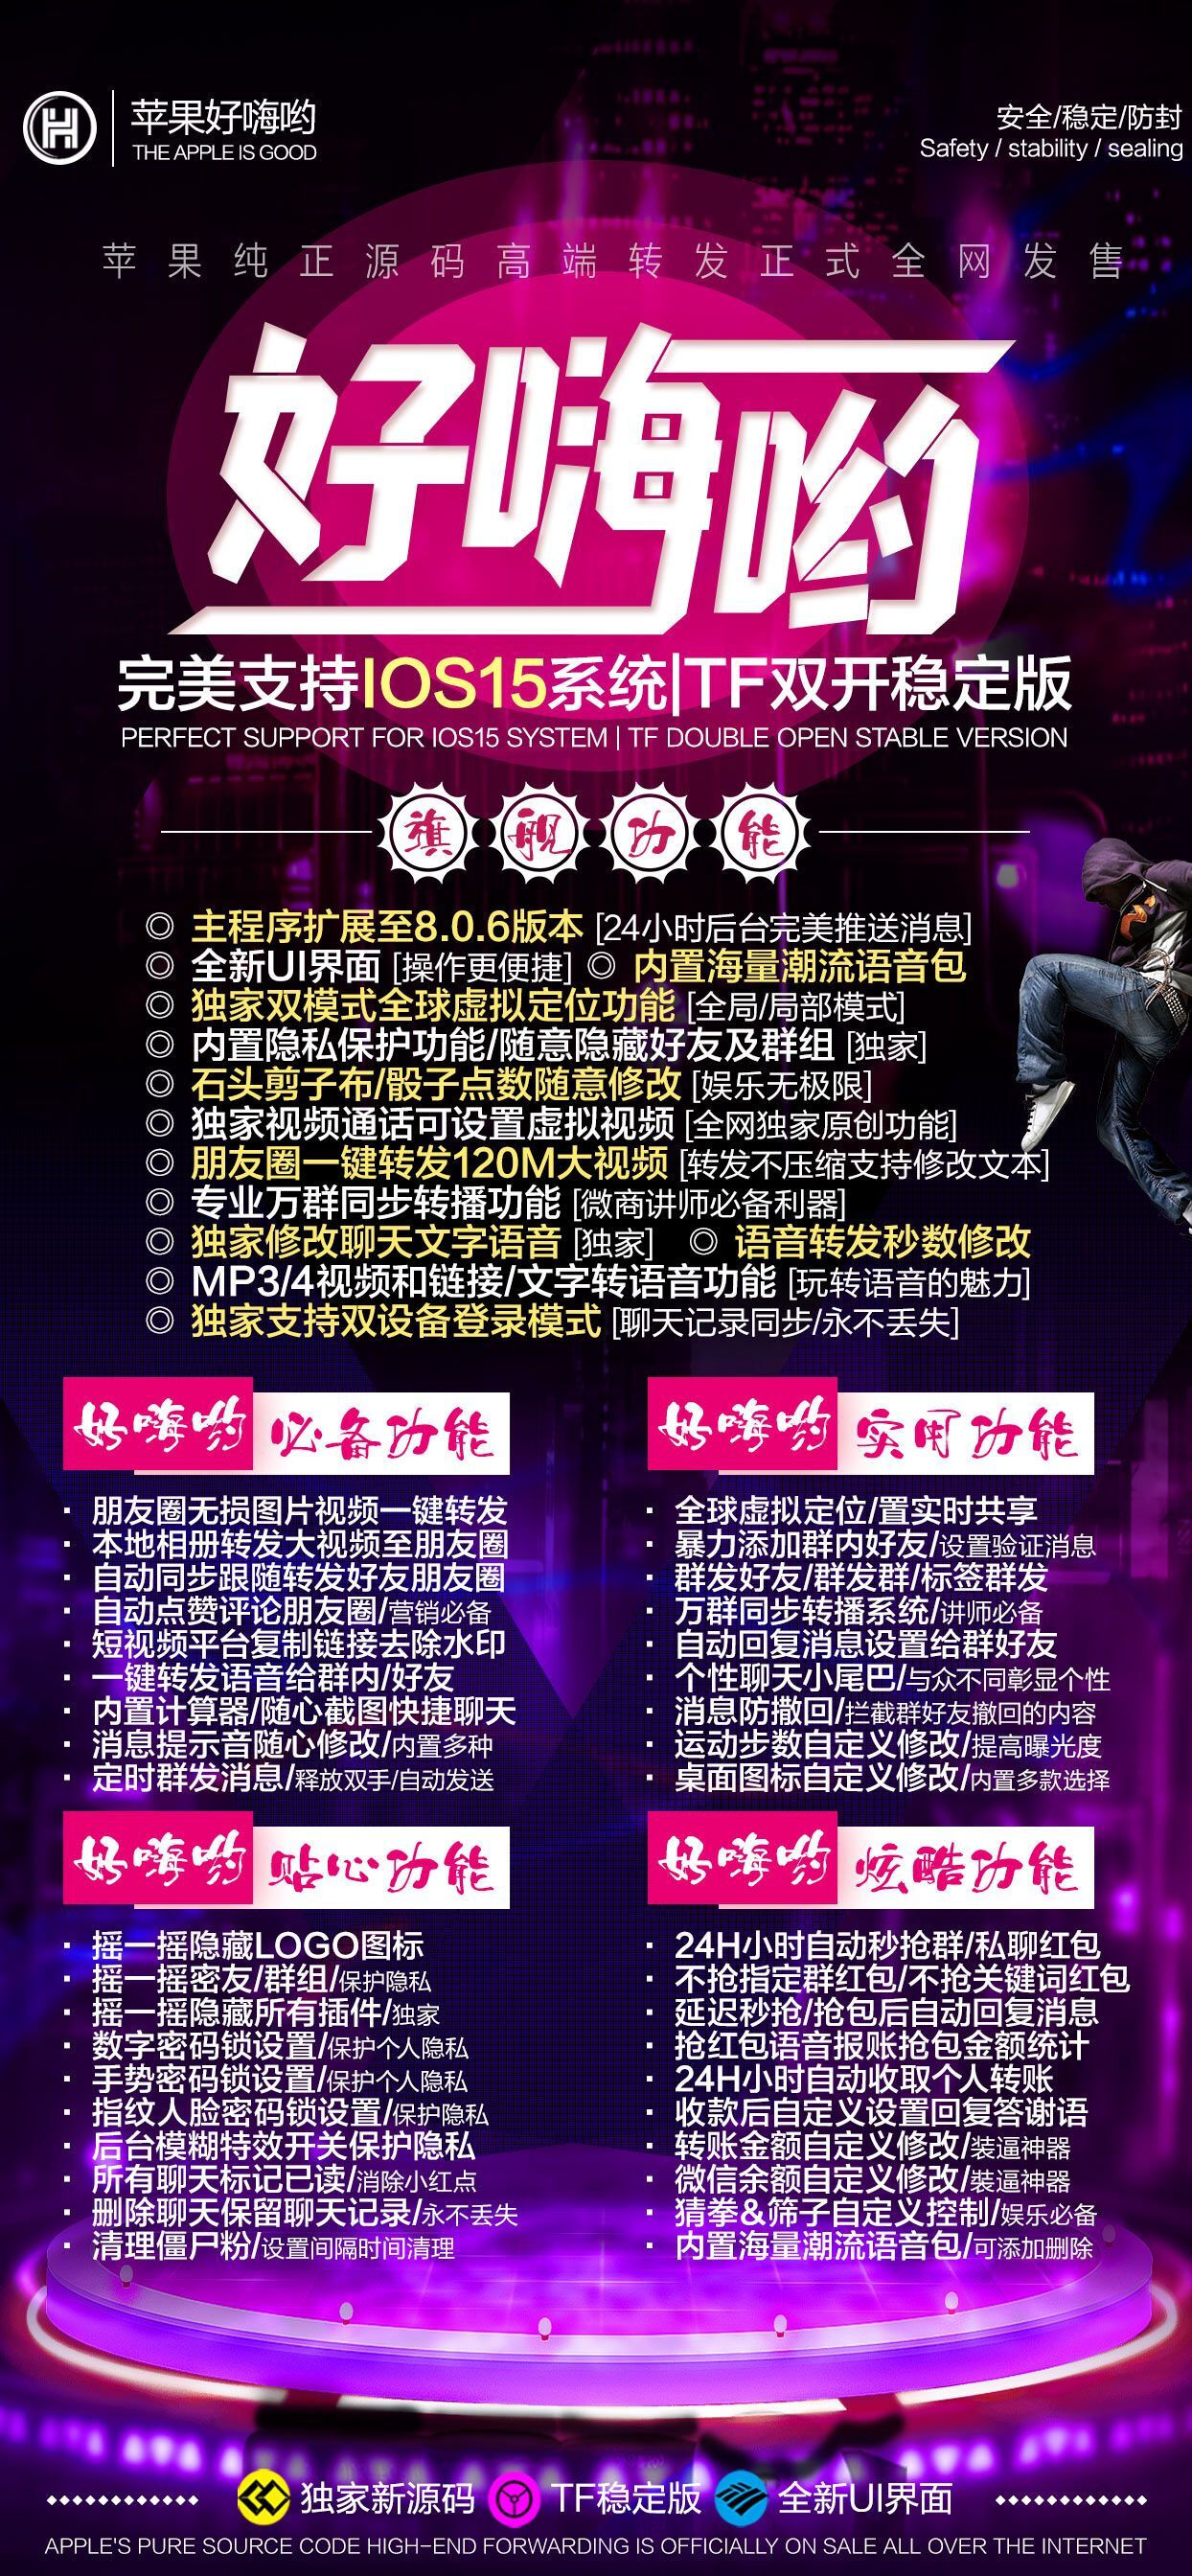 苹果好嗨哟
THE APPLE IS GOOD
安全/稳定/防封
Safety / stability / sealing
苹果纯正源码高端转发正式全网发售
好嗨哟
完美支持IOS15系统|TF双开稳定版
PERFECT SUPPORT FOR IOS15 SYSTEM | TF DOUBLE OPEN STABLE VERSION
旗舰功能
◎ 主程序扩展至8.0.6版本 [24小时后台完美推送消息]
◎ 全新UI界面 [操作更便捷] ◎ 内置海量潮流语音包
◎ 独家双模式全球虚拟定位功能 [全局/局部模式]
◎ 内置隐私保护功能/随意隐藏好友及群组 [独家]
◎ 石头剪子布/骰子点数随意修改 [娱乐无极限]
◎ 独家视频通话可设置虚拟视频 [全网独家原创功能]
◎ 朋友圈一键转发120M大视频 [转发不压缩支持修改文本]
◎ 专业万群同步转播功能 [微商讲师必备利器]
◎ 独家修改聊天文字语音 [独家] ◎ 语音转发秒数修改
◎ MP3/4视频和链接/文字转语音功能 [玩转语音的魅力]
◎ 独家支持双设备登录模式 [聊天记录同步/永不丢失]
好嗨哟 必备功能
· 朋友圈无损图片视频一键转发
· 本地相册转发大视频至朋友圈
· 自动同步跟随转发好友朋友圈
· 自动点赞评论朋友圈/营销必备
· 短视频平台复制链接去除水印
· 一键转发语音给群内/好友
· 内置计算器/随心截图快捷聊天
· 消息提示音随心修改/内置多种
· 定时群发消息/释放双手/自动发送
好嗨哟 实用功能
· 全球虚拟定位/置实时共享
· 暴力添加群内好友/设置验证消息
· 群发好友/群发群/标签群发
· 万群同步转播系统/讲师必备
· 自动回复消息设置给群好友
· 个性聊天小尾巴/与众不同彰显个性
· 消息防撤回/拦截群好友撤回的内容
· 运动步数自定义修改/提高曝光度
· 桌面图标自定义修改/内置多款选择
好嗨哟 贴心功能
· 摇一摇隐藏LOGO图标
· 摇一摇密友/群组/保护隐私
· 摇一摇隐藏所有插件/独家
· 数字密码锁设置/保护个人隐私
· 手势密码锁设置/保护个人隐私
· 指纹人脸密码锁设置/保护隐私
· 后台模糊特效开关保护隐私
· 所有聊天标记已读/消除小红点
· 删除聊天保留聊天记录/永不丢失
· 清理僵尸粉/设置间隔时间清理
好嗨哟 炫酷功能
· 24H小时自动秒抢群/私聊红包
· 不抢指定群红包/不抢关键词红包
· 延迟秒抢/抢包后自动回复消息
· 抢红包语音报账抢包金额统计
· 24H小时自动收取个人转账
· 收款后自定义设置回复答谢语
· 转账金额自定义修改/装逼神器
· 微信余额自定义修改/装逼神器
· 猜拳&筛子自定义控制/娱乐必备
· 内置海量潮流语音包/可添加删除
独家新源码 TF稳定版 全新UI界面
APPLE'S PURE SOURCE CODE HIGH-END FORWARDING IS OFFICIALLY ON SALE ALL OVER THE INTERNET